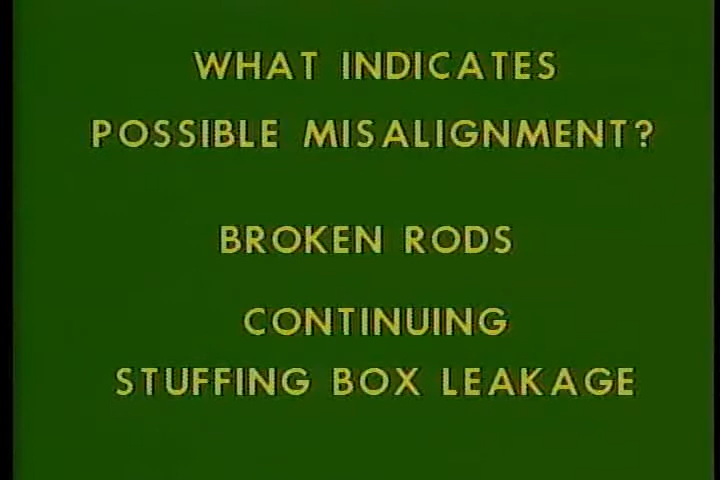 WHAT INDICATES
POSSIBLE MISALIGNMENT?
BROKEN RODS
CONTINUING
STUFFING BOX LEAKAGE